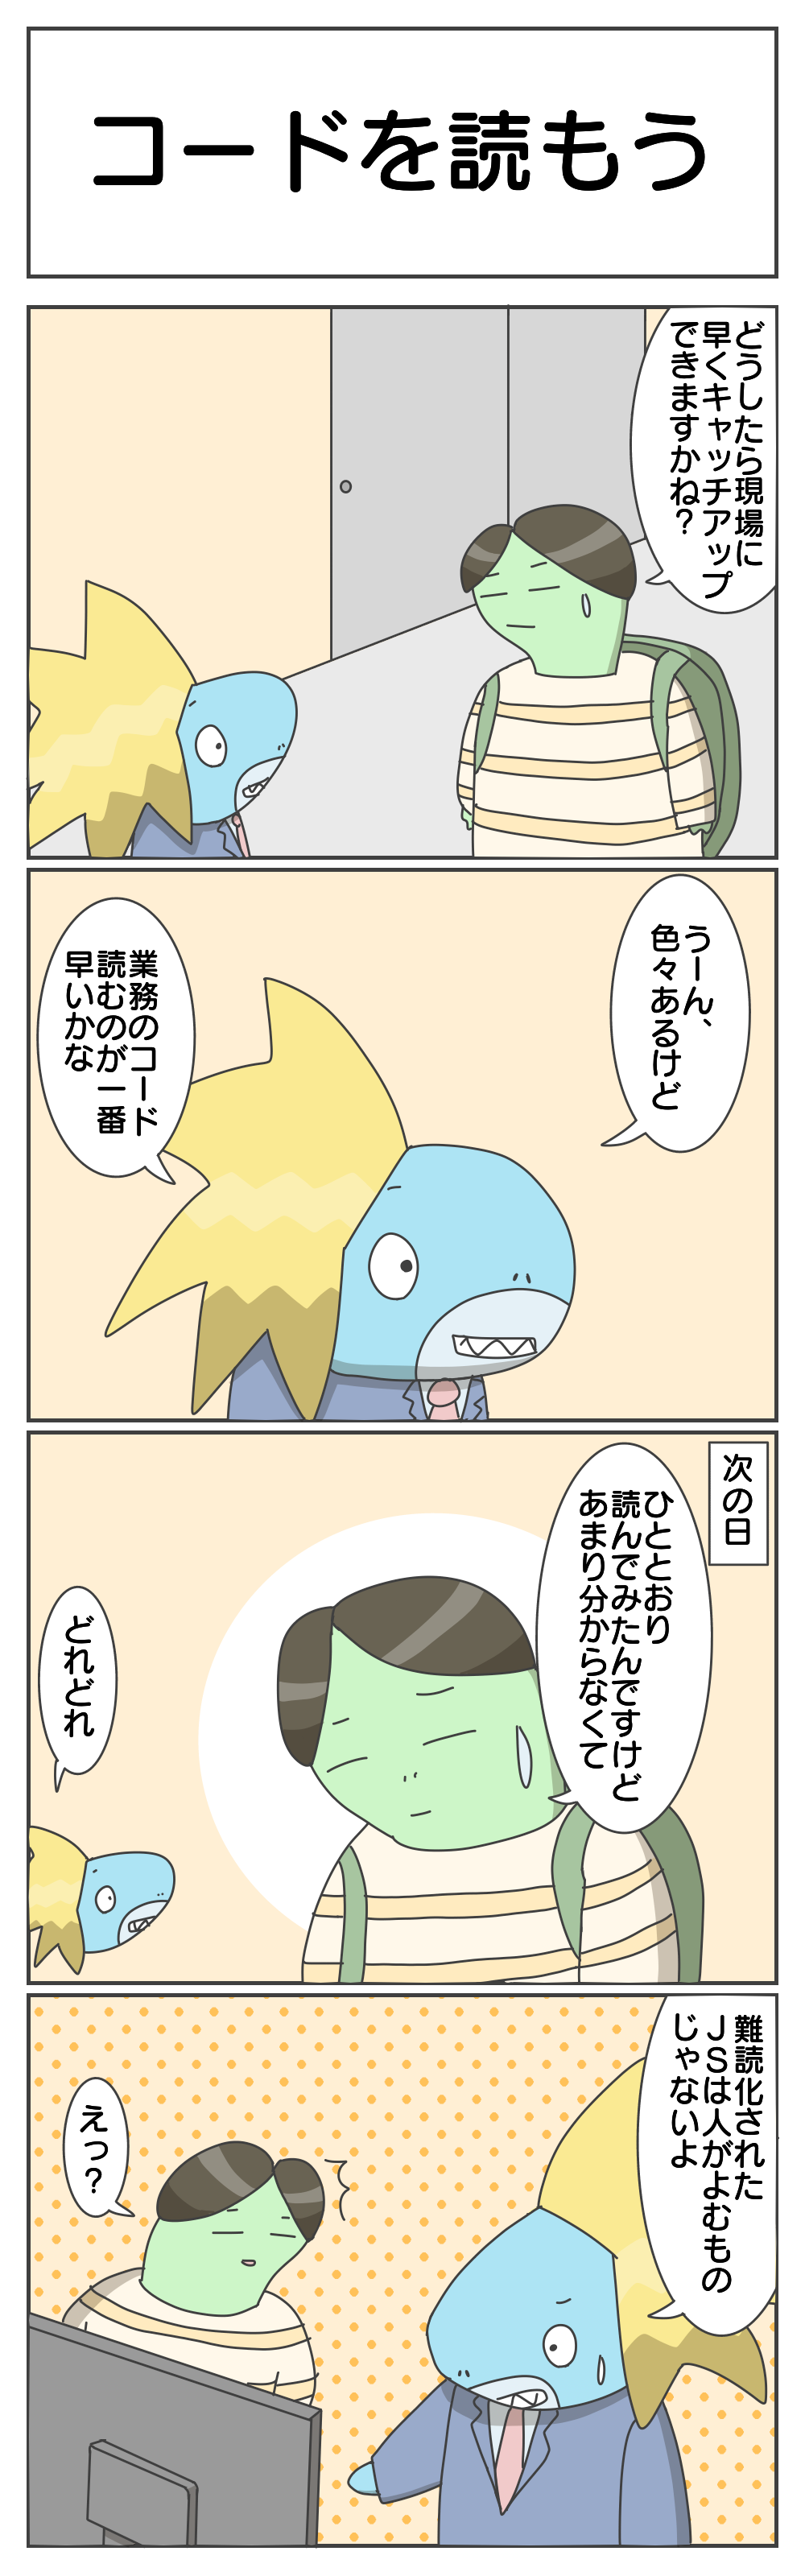 コードを読もう
どうしたら現場に
早くキャッチアップ
できますかね?
うーん、
色々あるけど
業務のコード
読むのが一番
早いかな
次の日
ひととおり
読んでみたんですけど
あまり分からなくて
どれどれ
難読化された
JSは人がよむもの
じゃないよ
えっ?